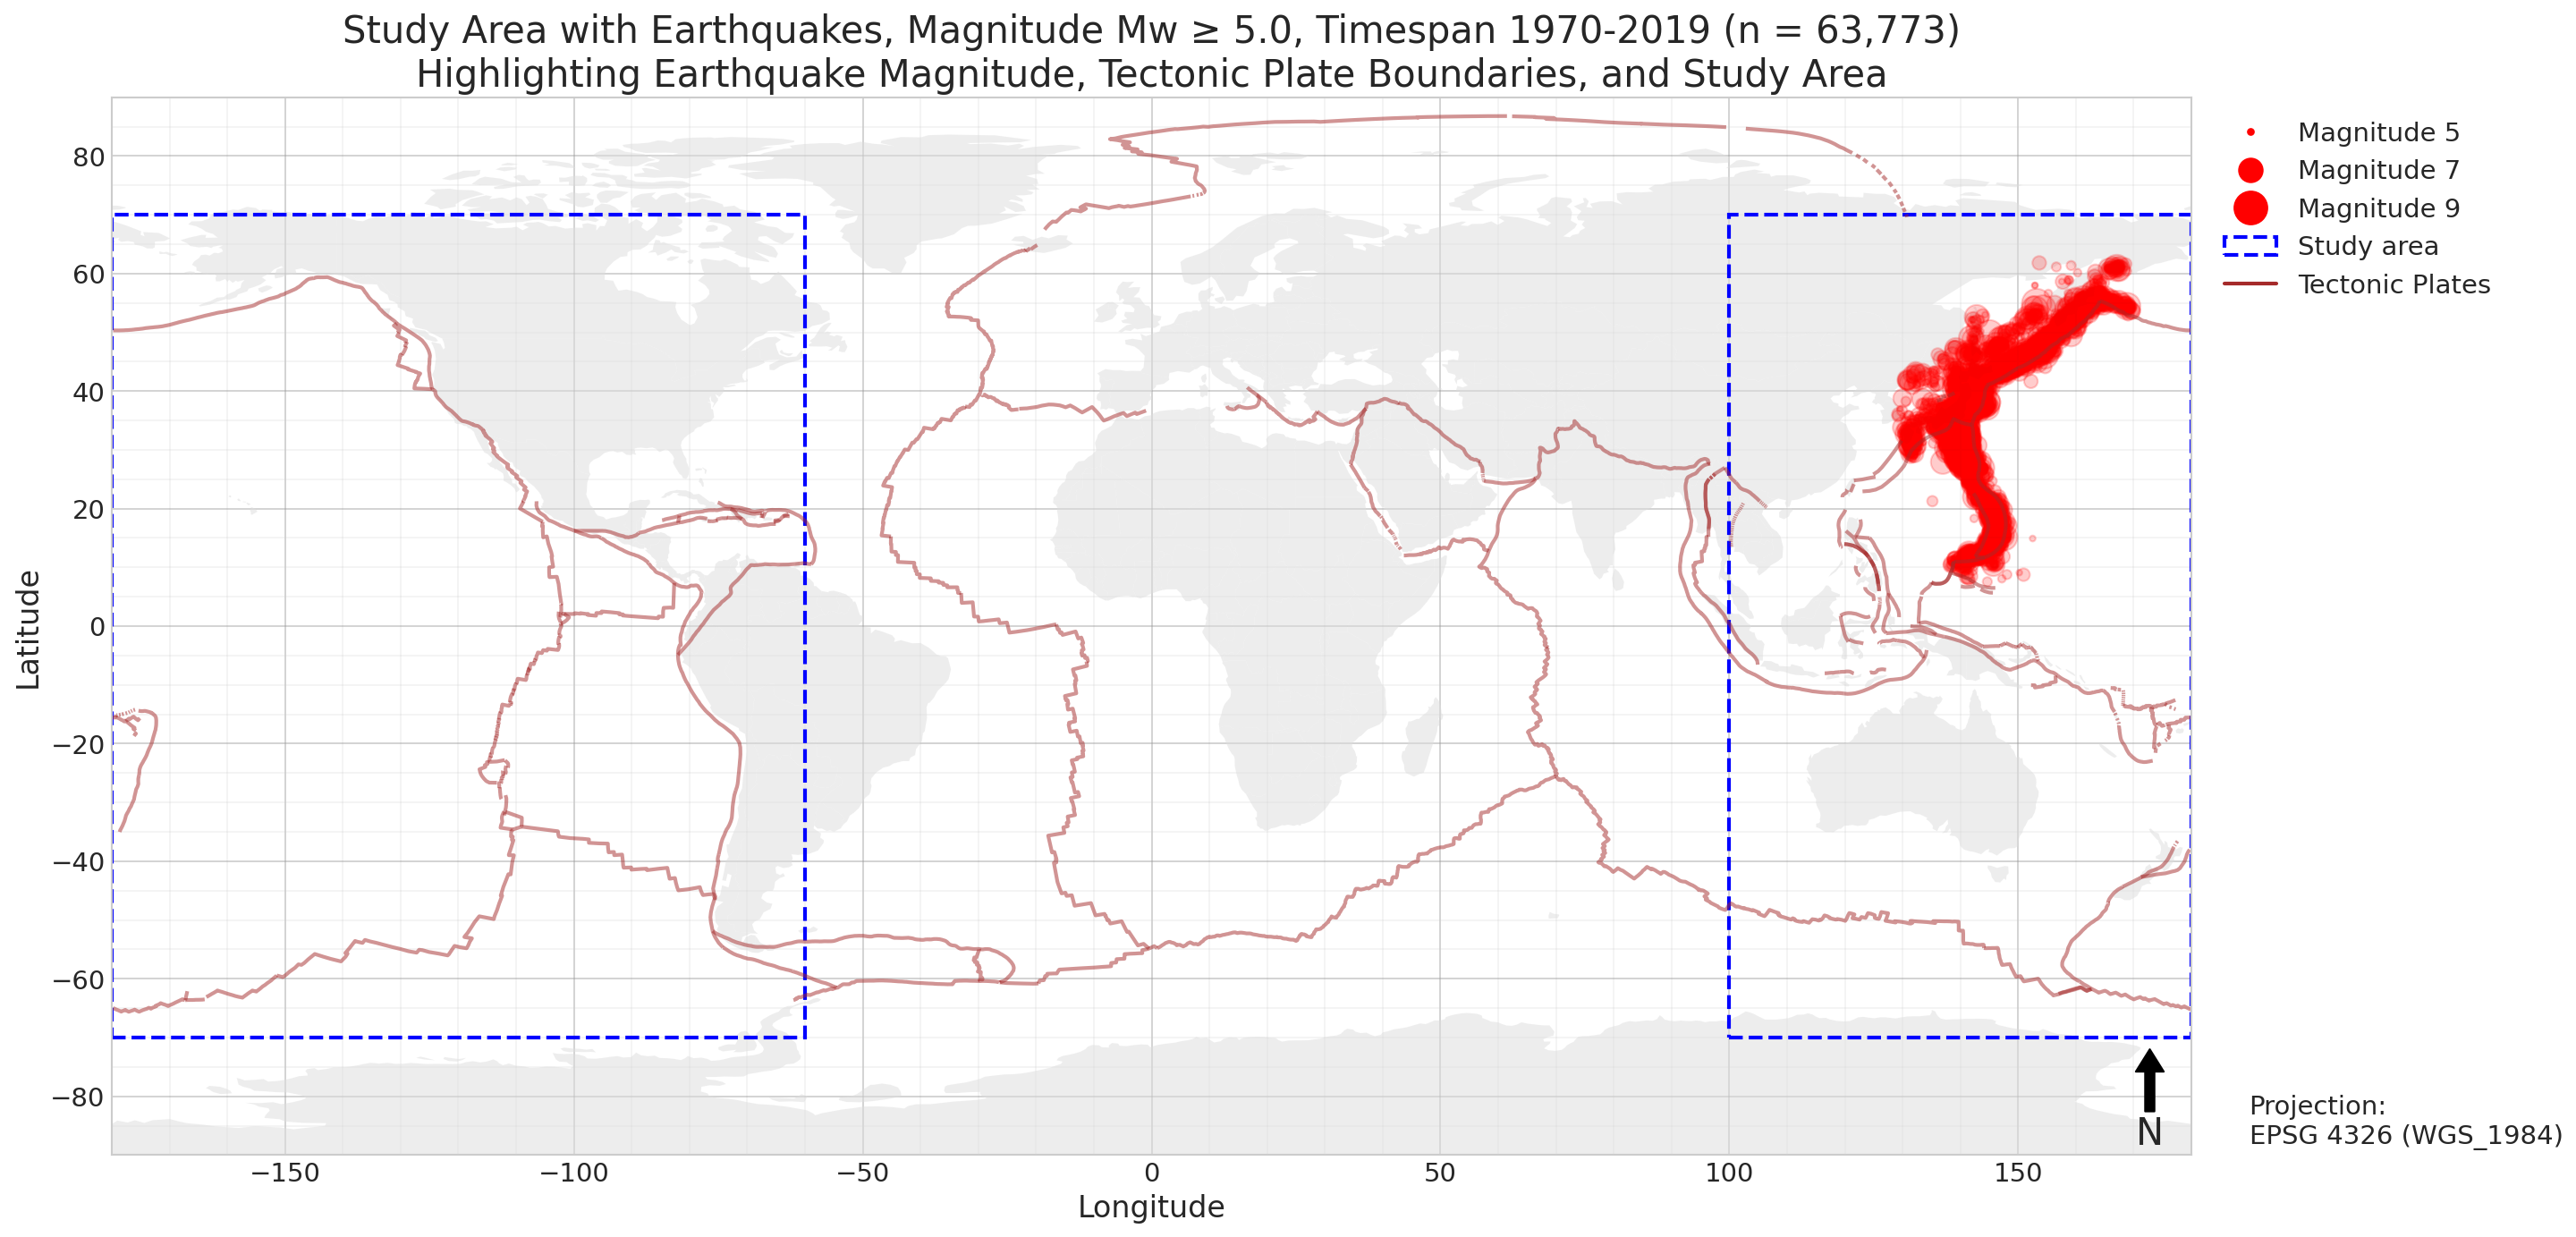 Study Area with Earthquakes, Magnitude Mw ≥ 5.0, Timespan 1970-2019 (n = 63,773)
Highlighting Earthquake Magnitude, Tectonic Plate Boundaries, and Study Area
Magnitude 5
Magnitude 7
Magnitude 9
Study area
Tectonic Plates
Latitude
80
60
40
20
0
−20
−40
−60
−80
N
Projection:
EPSG 4326 (WGS_1984)
−150 −100 −50 0 50 100 150
Longitude